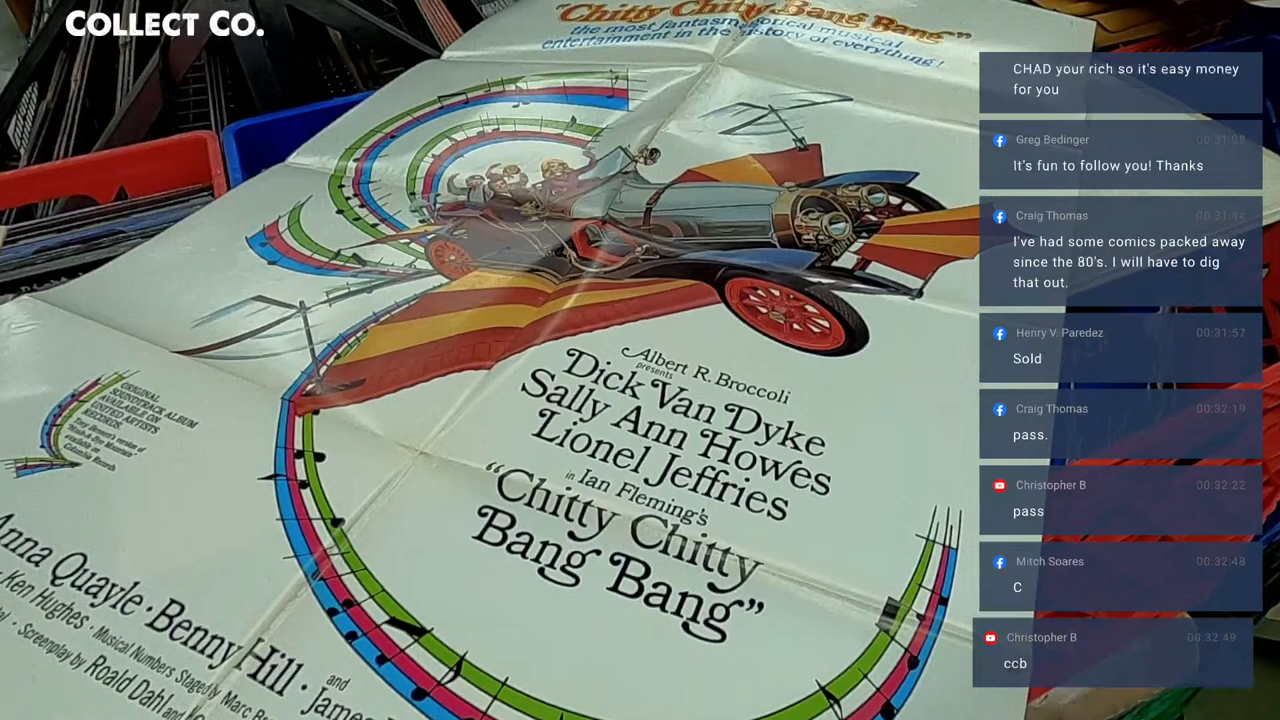 COLLECT CO.
"Chitty Chitty Bang Bang"
the most fantasmagorical musical
entertainment in the history of everything!
ORIGINAL
SOUNDTRACK ALBUM
AVAILABLE ON
UNITED ARTISTS
RECORDS.
Albert R. Broccoli
presents
Dick Van Dyke
Sally Ann Howes
Lionel Jeffries
in Ian Fleming's
"Chitty Chitty
Bang Bang"
Anna Quayle · Benny Hill ·
and
Ken Hughes · Musical Numbers Staged by Marc
Screenplay by Roald Dahl and
CHAD your rich so it's easy money
for you
Greg Bedinger
It's fun to follow you! Thanks
Craig Thomas
I've had some comics packed away
since the 80's. I will have to dig
that out.
Henry V. Paredez 00:31:57
Sold
Craig Thomas 00:32:19
pass.
Christopher B 00:32:22
pass
Mitch Soares 00:32:48
C
Christopher B 00:32:49
ccb